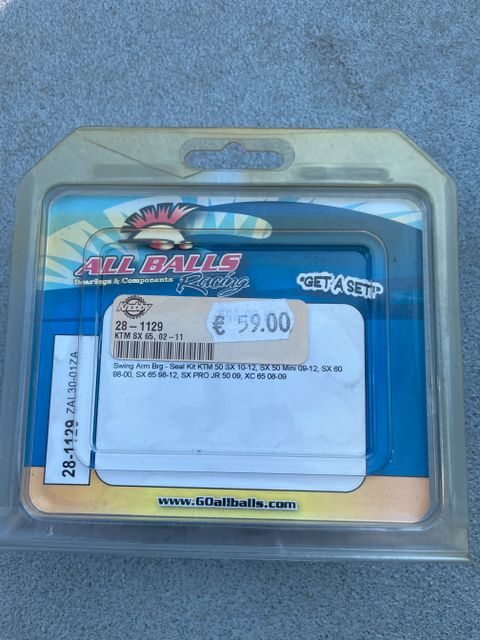 ALL BALLS
Bearings & Components
Racing
"GET A SET!"
Knobby
28-1129
KTM SX 65, 02-11
€ 59.00
Swing Arm Brg - Seal Kit KTM 50 SX 10-12, SX 50 Mini 09-12, SX 60
98-00, SX 65 98-12, SX PRO JR 50 09, XC 65 08-09
28-1129 ZAL30-01ZA
www.GOallballs.com